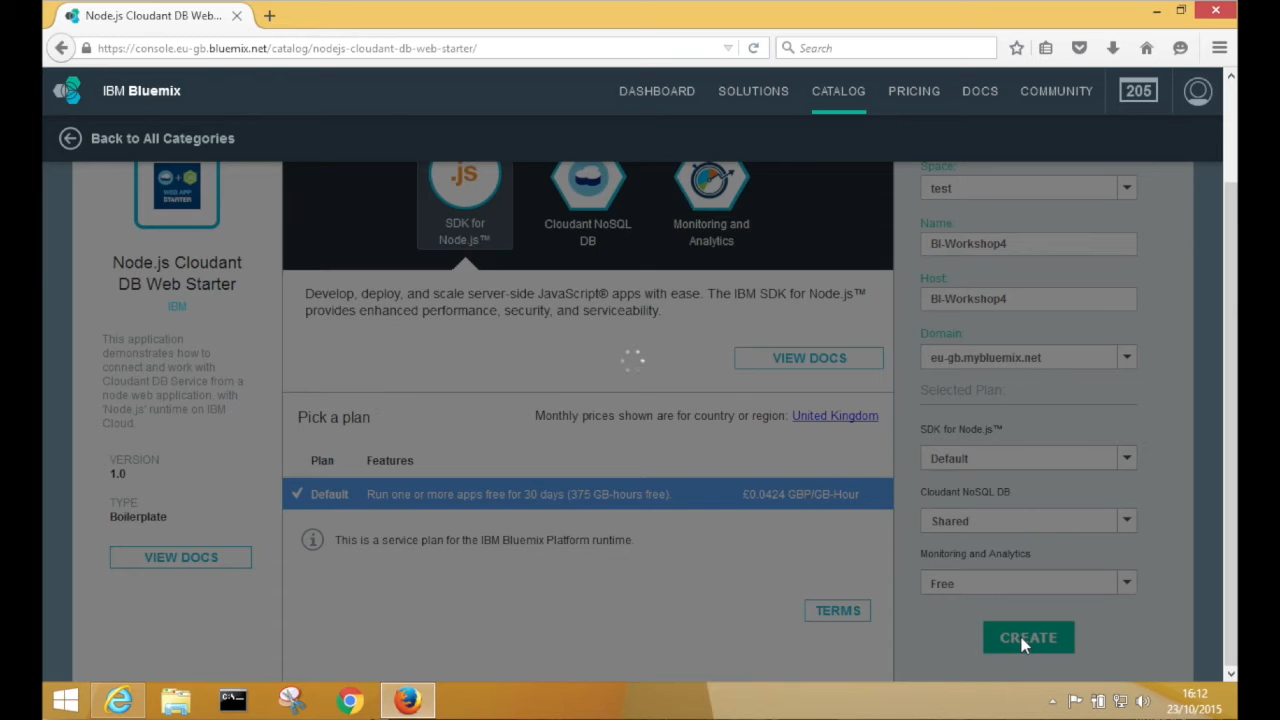 Node.js Cloudant DB Web...
https://console.eu-gb.bluemix.net/catalog/nodejs-cloudant-db-web-starter/
Search
IBM Bluemix
DASHBOARD
SOLUTIONS
CATALOG
PRICING
DOCS
COMMUNITY
205
Back to All Categories
WEB APP
STARTER
Node.js Cloudant
DB Web Starter
IBM
This application
demonstrates how to
connect and work with
Cloudant DB Service from a
node web application, with
'Node.js' runtime on IBM
Cloud.
VERSION
1.0
TYPE
Boilerplate
VIEW DOCS
JS
SDK for
Node.js™
Cloudant NoSQL
DB
Monitoring and
Analytics
Develop, deploy, and scale server-side JavaScript® apps with ease. The IBM SDK for Node.js™
provides enhanced performance, security, and serviceability.
VIEW DOCS
Pick a plan
Monthly prices shown are for country or region: United Kingdom
Plan
Features
Default
Run one or more apps free for 30 days (375 GB-hours free).
£0.0424 GBP/GB-Hour
This is a service plan for the IBM Bluemix Platform runtime.
TERMS
Space:
test
Name:
BI-Workshop4
Host:
BI-Workshop4
Domain:
eu-gb.mybluemix.net
Selected Plan:
SDK for Node.js™
Default
Cloudant NoSQL DB
Shared
Monitoring and Analytics
Free
CREATE
16:12
23/10/2015